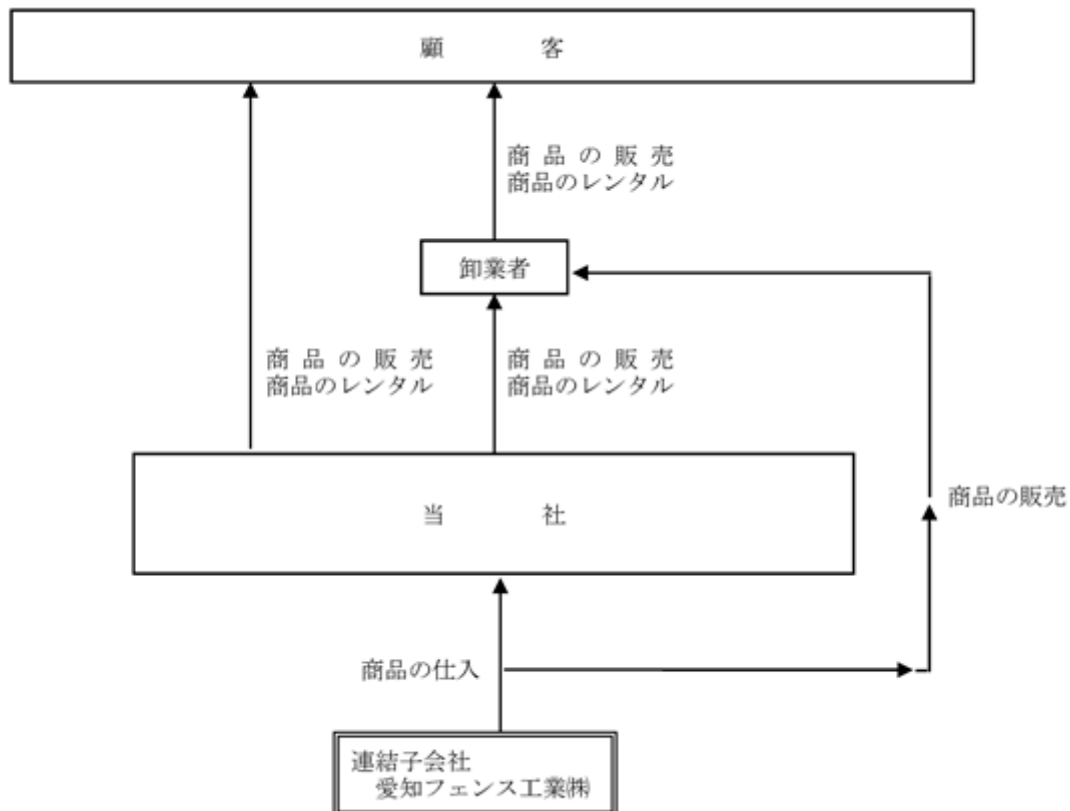 顧客
商品の販売
商品のレンタル
卸業者
商品の販売
商品のレンタル
商品の販売
商品のレンタル
当社
商品の販売
商品の仕入
連結子会社
愛知フェンス工業㈱